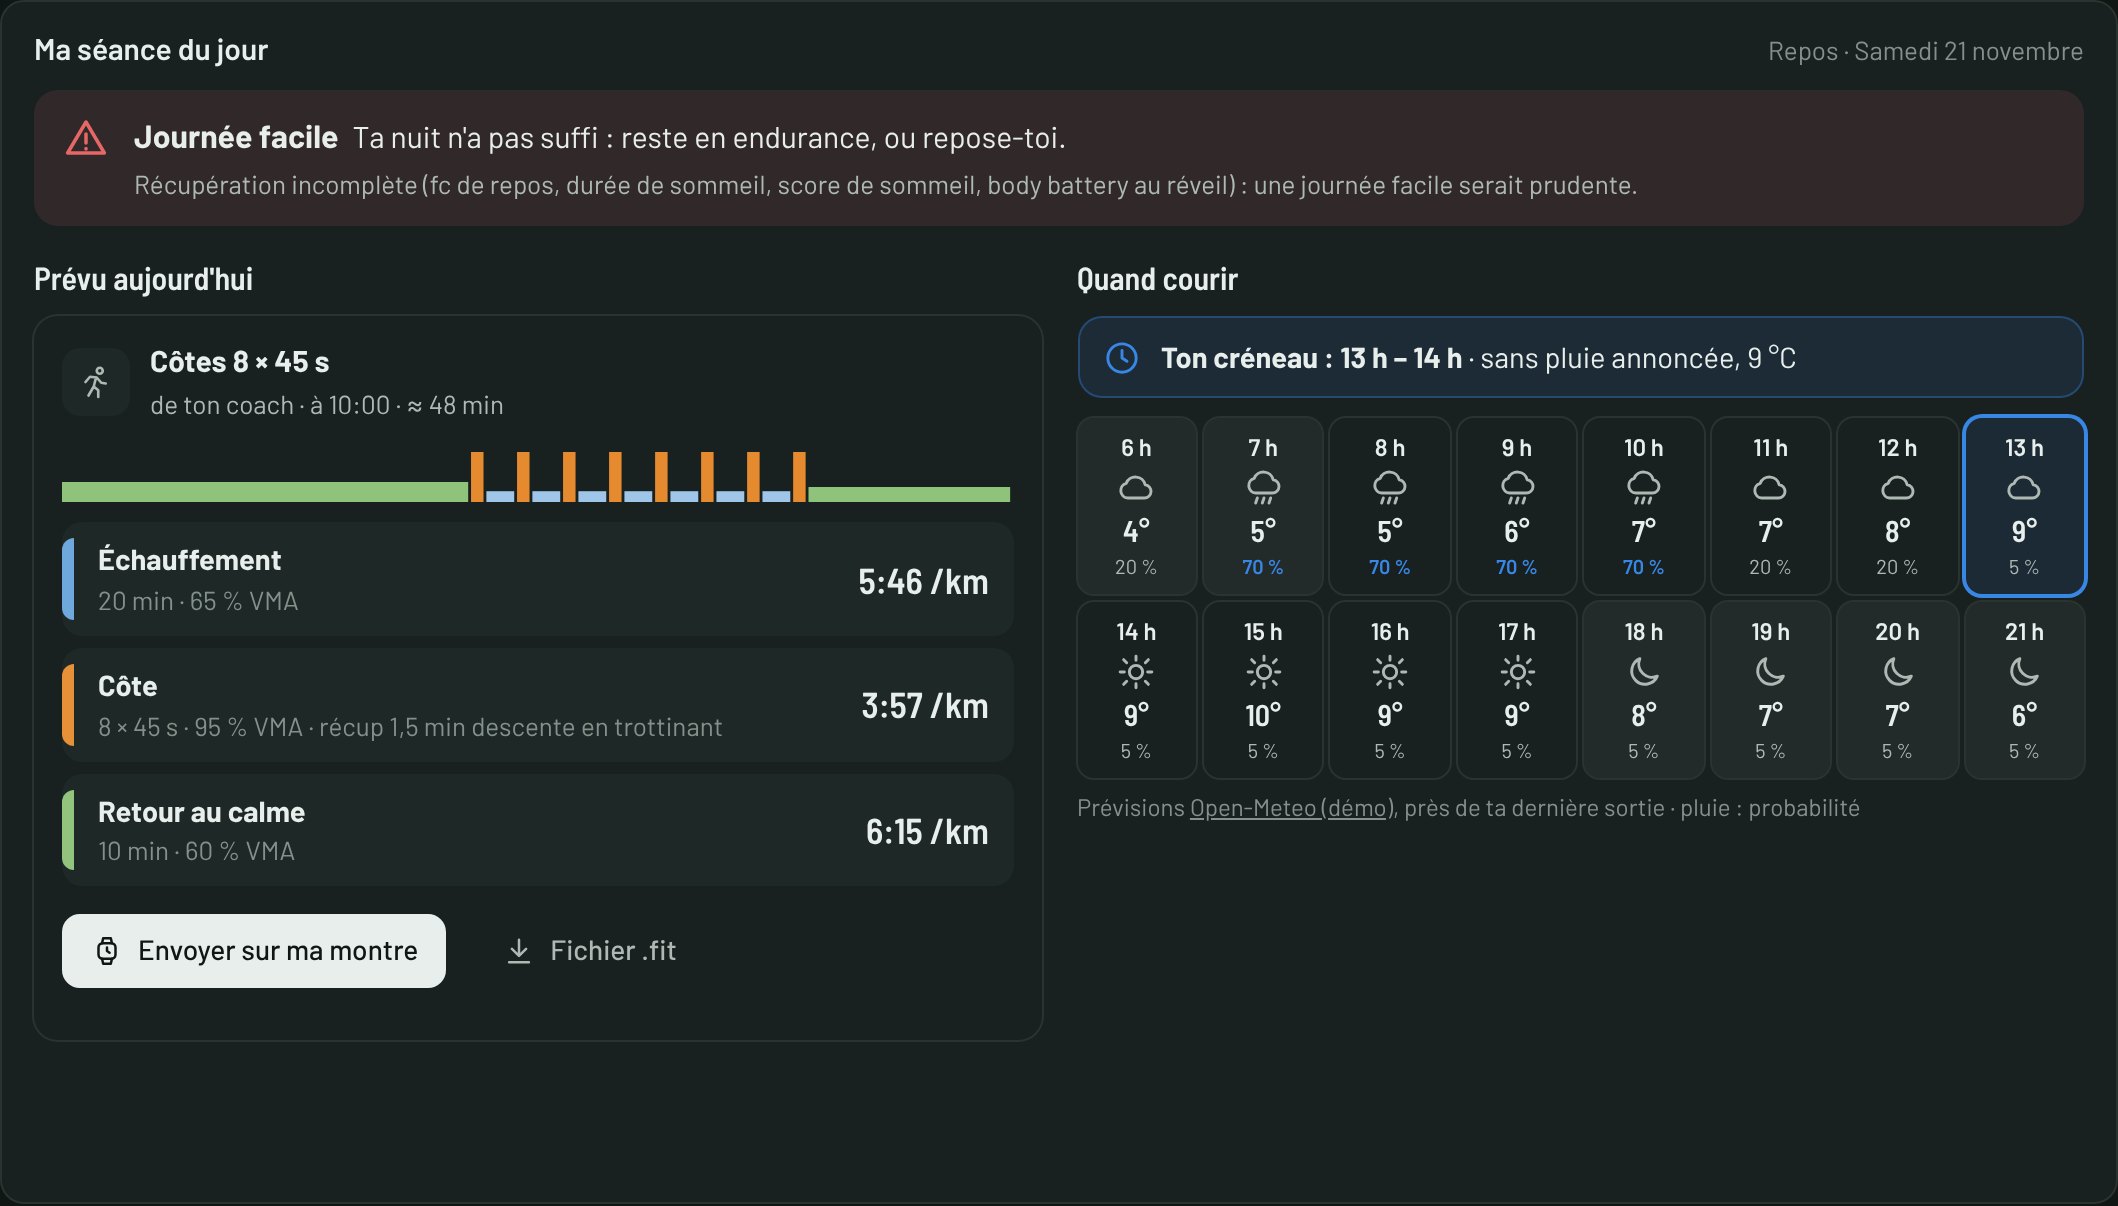 Ma séance du jour
Repos · Samedi 21 novembre
Journée facile Ta nuit n'a pas suffi : reste en endurance, ou repose-toi.
Récupération incomplète (fc de repos, durée de sommeil, score de sommeil, body battery au réveil) : une journée facile serait prudente.
Prévu aujourd'hui
Côtes 8 × 45 s
de ton coach · à 10:00 · ≈ 48 min
Échauffement
20 min · 65 % VMA
5:46 /km
Côte
8 × 45 s · 95 % VMA · récup 1,5 min descente en trottinant
3:57 /km
Retour au calme
10 min · 60 % VMA
6:15 /km
Envoyer sur ma montre
Fichier .fit
Quand courir
Ton créneau : 13 h – 14 h · sans pluie annoncée, 9 °C
6 h 7 h 8 h 9 h 10 h 11 h 12 h 13 h
4° 5° 5° 6° 7° 7° 8° 9°
20 % 70 % 70 % 70 % 70 % 20 % 20 % 5 %
14 h 15 h 16 h 17 h 18 h 19 h 20 h 21 h
9° 10° 9° 9° 8° 7° 7° 6°
5 % 5 % 5 % 5 % 5 % 5 % 5 % 5 %
Prévisions Open-Meteo (démo), près de ta dernière sortie · pluie : probabilité